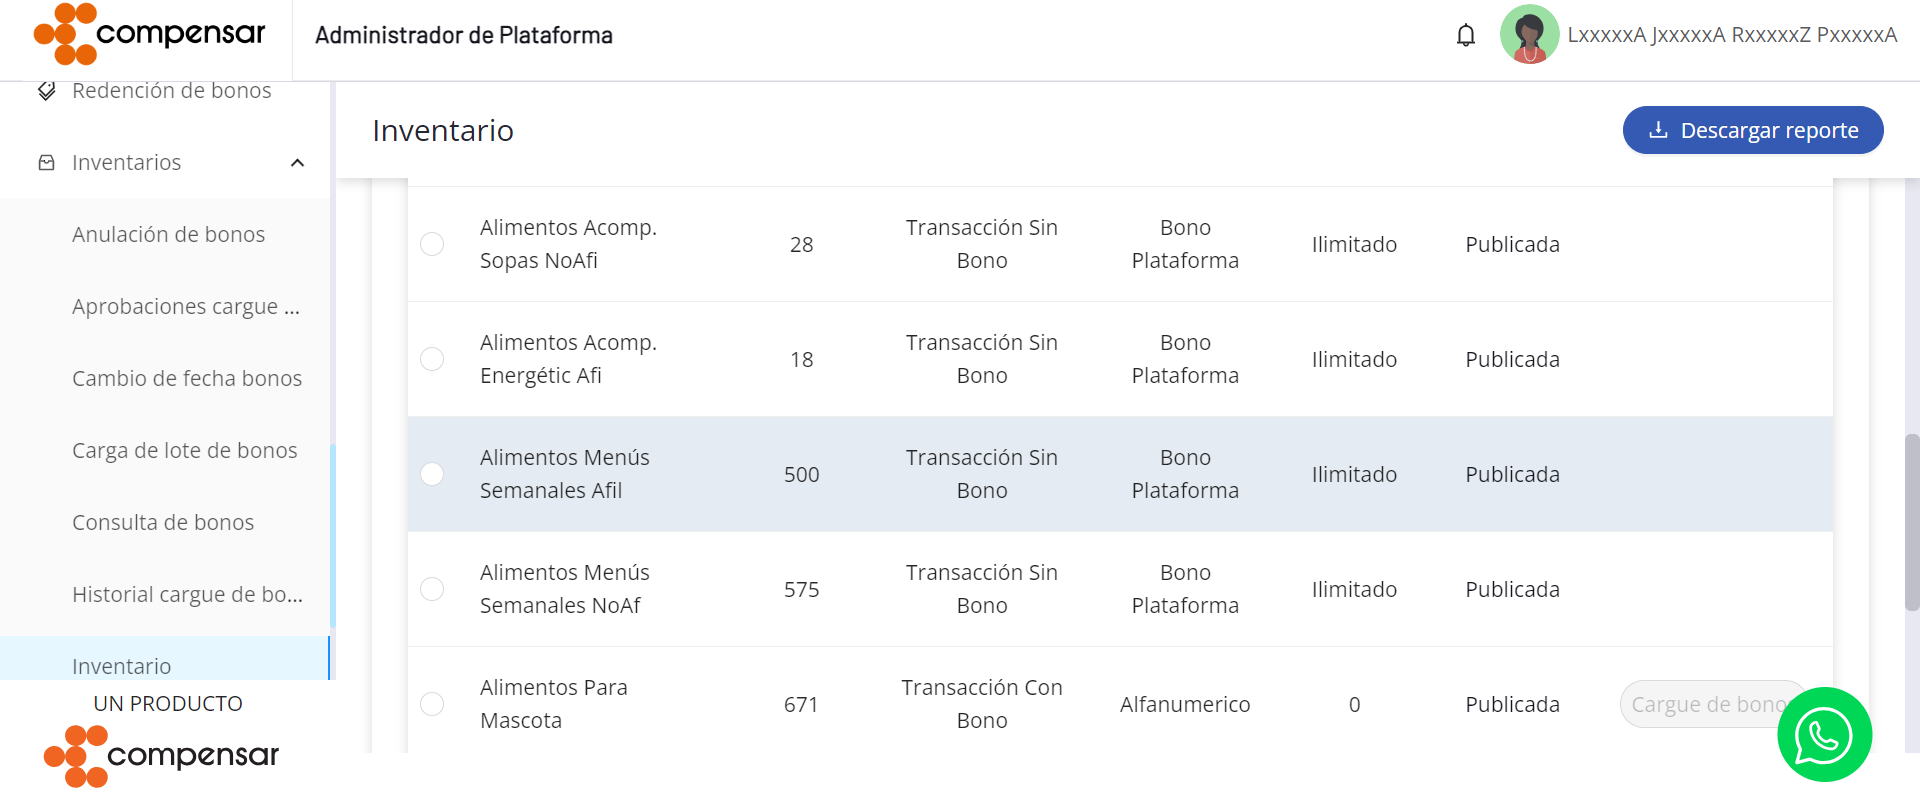 compensar
Administrador de Plataforma
LxxxxxA JxxxxxA RxxxxxZ PxxxxxA
Redención de bonos
Inventarios
Anulación de bonos
Aprobaciones cargue ...
Cambio de fecha bonos
Carga de lote de bonos
Consulta de bonos
Historial cargue de bo...
Inventario
UN PRODUCTO
compensar
Inventario
Descargar reporte
Alimentos Acomp.
Sopas NoAfi
28
Transacción Sin
Bono
Bono
Plataforma
Ilimitado
Publicada
Alimentos Acomp.
Energétic Afi
18
Transacción Sin
Bono
Bono
Plataforma
Ilimitado
Publicada
Alimentos Menús
Semanales Afil
500
Transacción Sin
Bono
Bono
Plataforma
Ilimitado
Publicada
Alimentos Menús
Semanales NoAf
575
Transacción Sin
Bono
Bono
Plataforma
Ilimitado
Publicada
Alimentos Para
Mascota
671
Transacción Con
Bono
Alfanumerico
0
Publicada
Cargue de bono